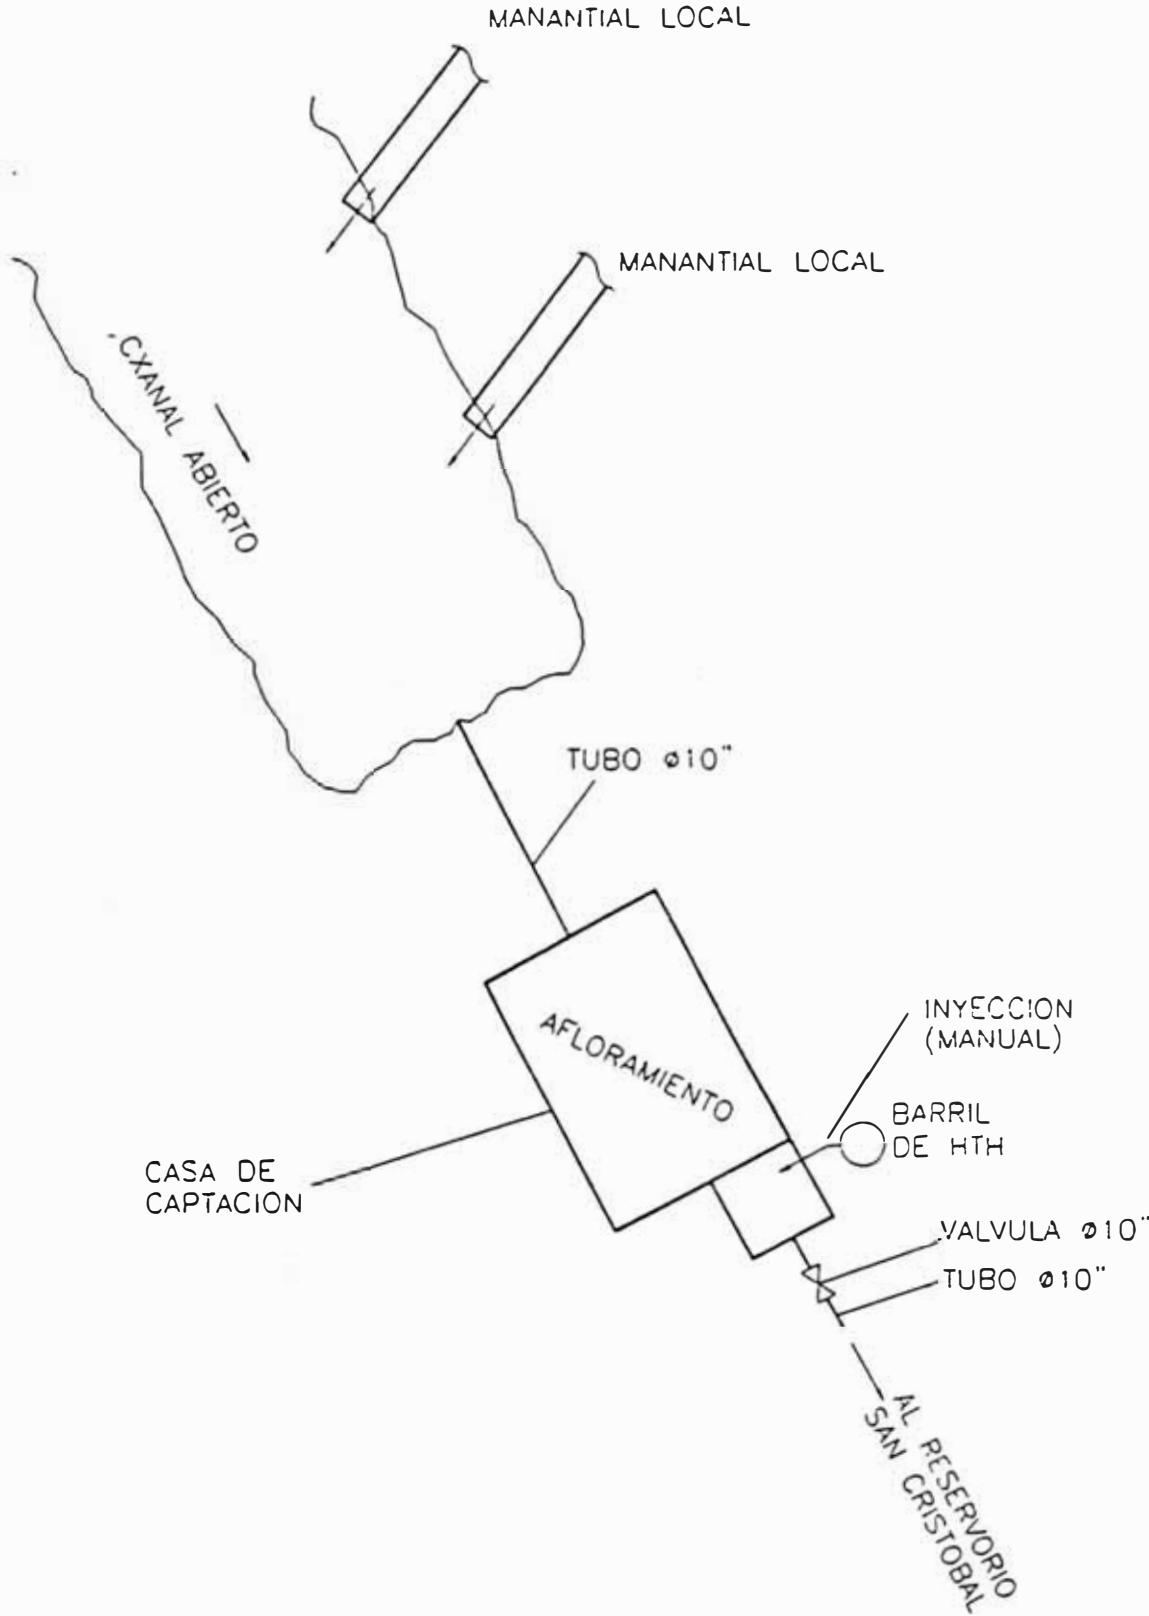 MANANTIAL LOCAL
MANANTIAL LOCAL
CXANAL ABIERTO
TUBO ø10"
AFLORAMIENTO
INYECCION
(MANUAL)
BARRIL
DE HTH
CASA DE
CAPTACION
VALVULA ø10"
TUBO ø10"
AL RESERVORIO
SAN CRISTOBAL